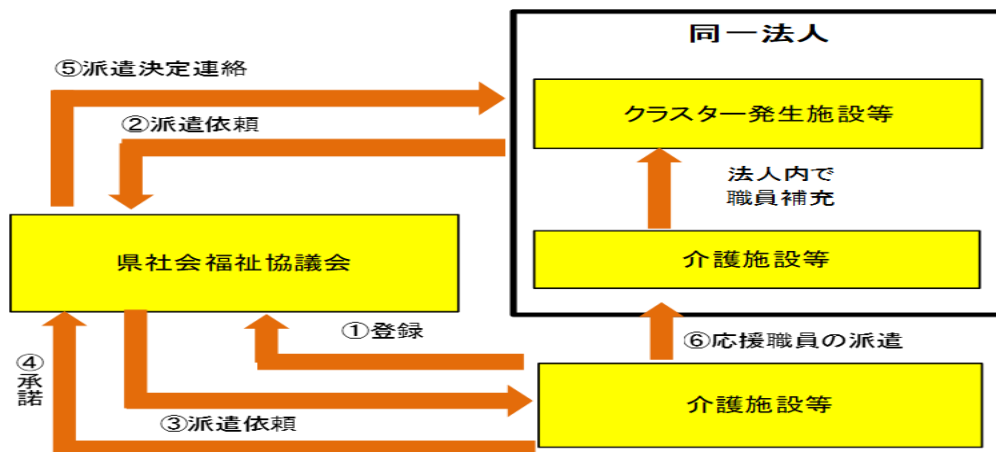 同一法人
⑤派遣決定連絡
クラスター発生施設等
②派遣依頼
法人内で
職員補充
県社会福祉協議会
介護施設等
①登録
⑥応援職員の派遣
④承諾
介護施設等
③派遣依頼